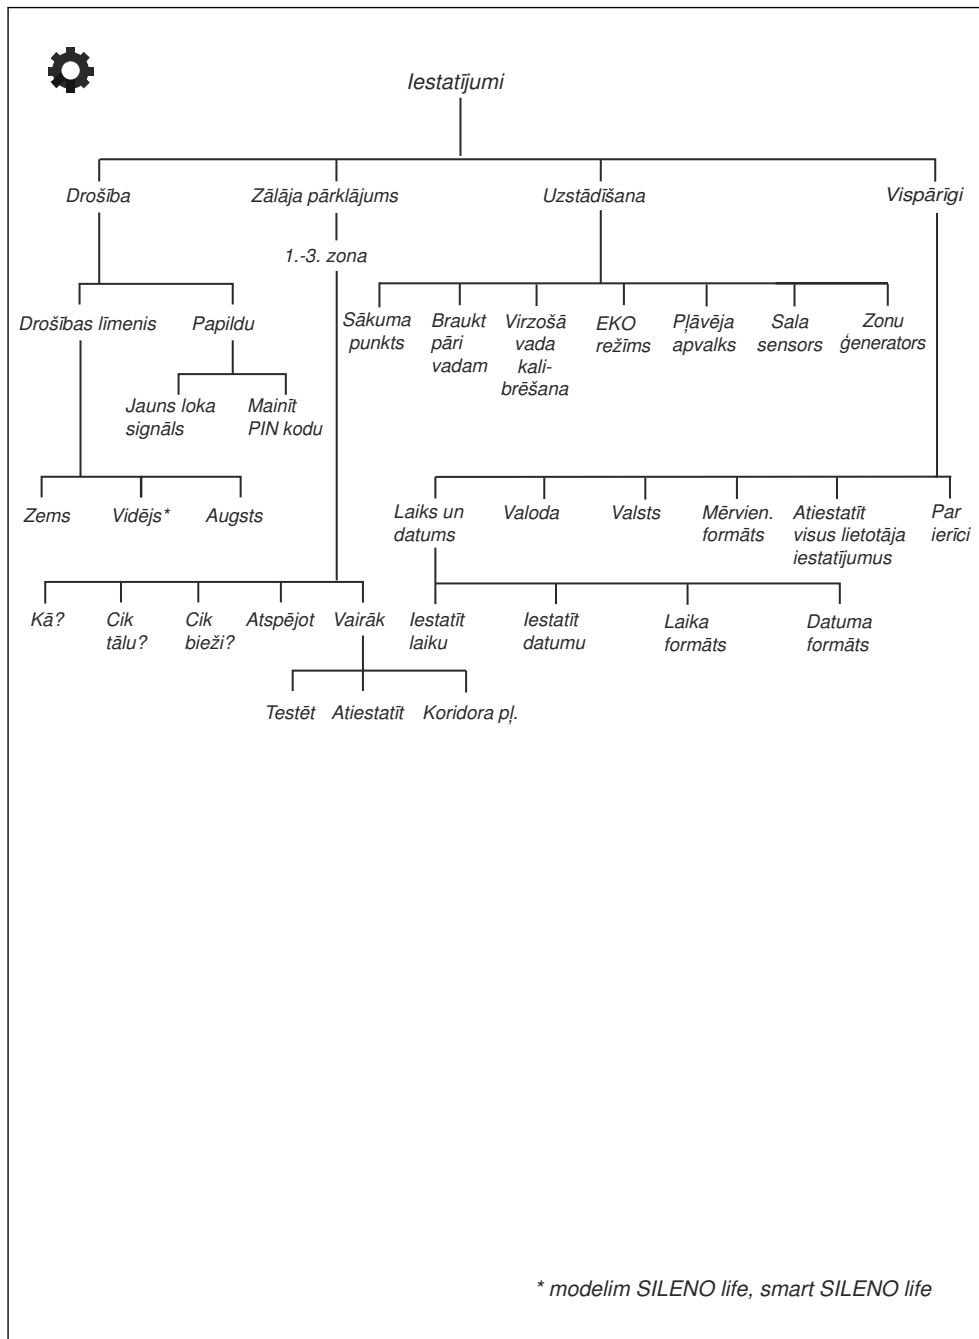 Iestatījumi
Drošība
Zālāja pārklājums
Uzstādīšana
Vispārīgi
1.-3. zona
Drošības līmenis
Papildu
Sākuma
punkts
Braukt
pāri
vadam
Virzošā
vada
kali-
brēšana
EKO
režīms
Pļāvēja
apvalks
Sala
sensors
Zonu
ģenerators
Jauns loka
signāls
Mainīt
PIN kodu
Zems
Vidējs*
Augsts
Laiks un
datums
Valoda
Valsts
Mērvien.
formāts
Atiestatīt
visus lietotāja
iestatījumus
Par
ierīci
Kā?
Cik
tālu?
Cik
bieži?
Atspējot
Vairāk
Iestatīt
laiku
Iestatīt
datumu
Laika
formāts
Datuma
formāts
Testēt
Atiestatīt
Koridora pļ.
* modelim SILENO life, smart SILENO life